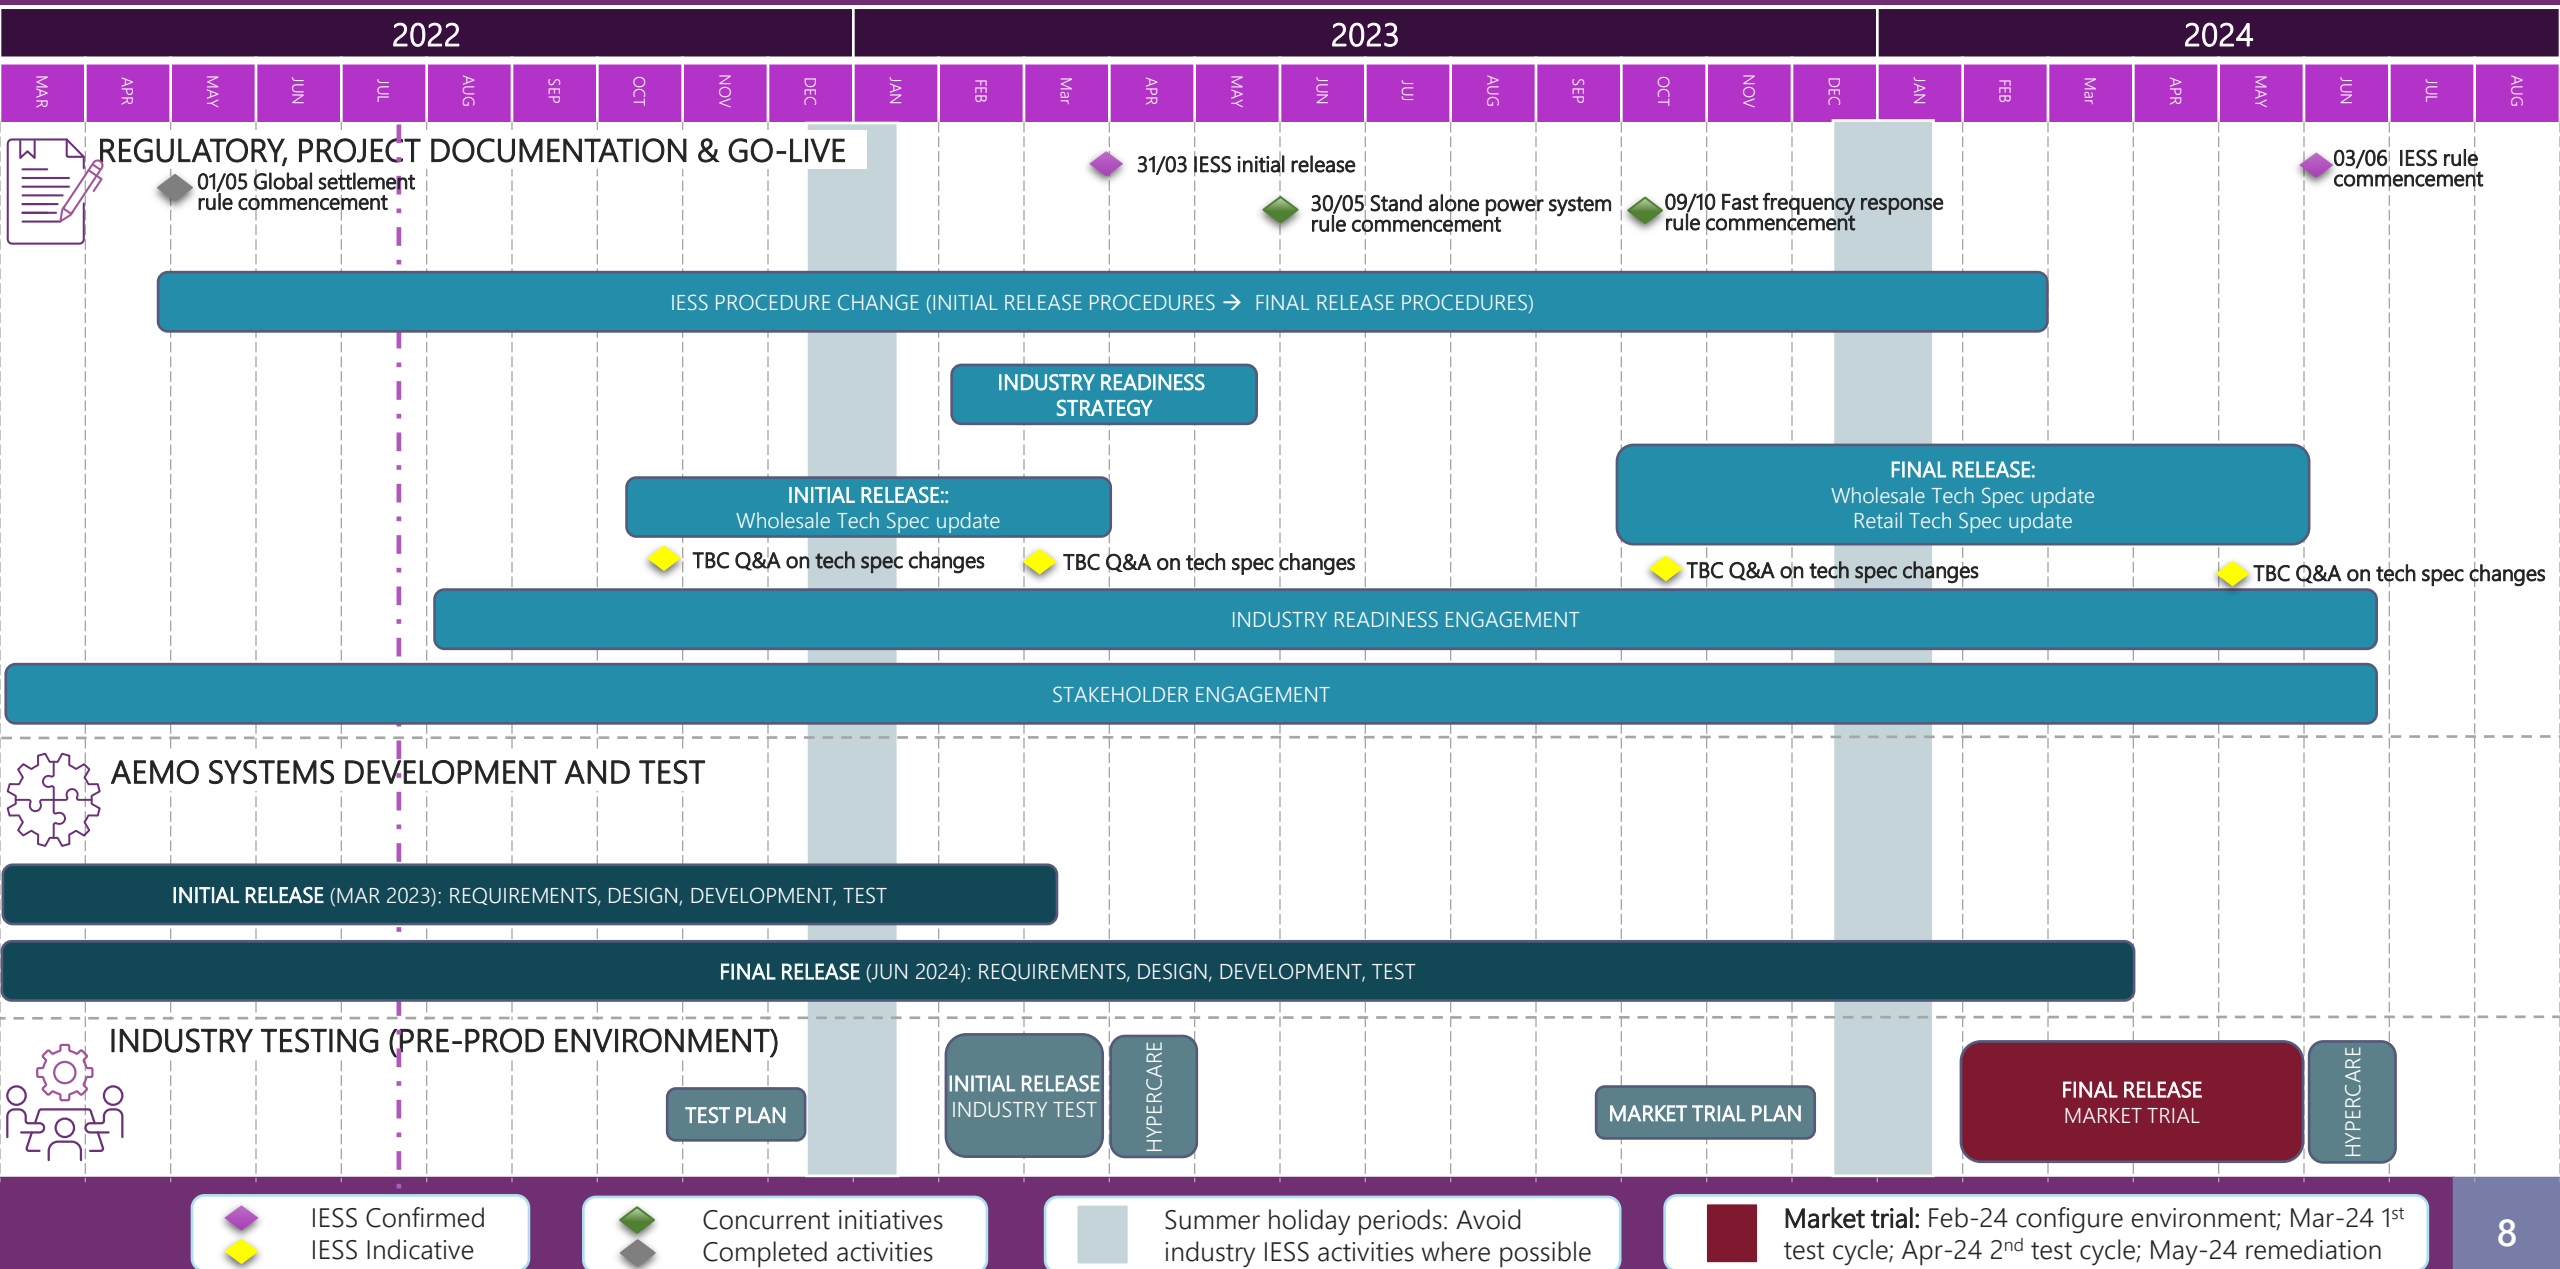 2022
2023
2024
MAR
APR
MAY
JUN
JUL
AUG
SEP
OCT
NOV
DEC
JAN
FEB
Mar
APR
MAY
JUN
JUJ
AUG
SEP
OCT
NOV
DEC
JAN
FEB
Mar
APR
MAY
JUN
JUL
AUG
REGULATORY, PROJECT DOCUMENTATION & GO-LIVE
01/05 Global settlement
rule commencement
31/03 IESS initial release
30/05 Stand alone power system
rule commencement
09/10 Fast frequency response
rule commencement
03/06 IESS rule
commencement
IESS PROCEDURE CHANGE (INITIAL RELEASE PROCEDURES → FINAL RELEASE PROCEDURES)
INDUSTRY READINESS
STRATEGY
INITIAL RELEASE::
Wholesale Tech Spec update
FINAL RELEASE:
Wholesale Tech Spec update
Retail Tech Spec update
TBC Q&A on tech spec changes
TBC Q&A on tech spec changes
TBC Q&A on tech spec changes
TBC Q&A on tech spec changes
INDUSTRY READINESS ENGAGEMENT
STAKEHOLDER ENGAGEMENT
AEMO SYSTEMS DEVELOPMENT AND TEST
INITIAL RELEASE (MAR 2023): REQUIREMENTS, DESIGN, DEVELOPMENT, TEST
FINAL RELEASE (JUN 2024): REQUIREMENTS, DESIGN, DEVELOPMENT, TEST
INDUSTRY TESTING (PRE-PROD ENVIRONMENT)
TEST PLAN
INITIAL RELEASE
INDUSTRY TEST
HYPERCARE
MARKET TRIAL PLAN
FINAL RELEASE
MARKET TRIAL
HYPERCARE
IESS Confirmed
IESS Indicative
Concurrent initiatives
Completed activities
Summer holiday periods: Avoid
industry IESS activities where possible
Market trial: Feb-24 configure environment; Mar-24 1st
test cycle; Apr-24 2nd test cycle; May-24 remediation
8